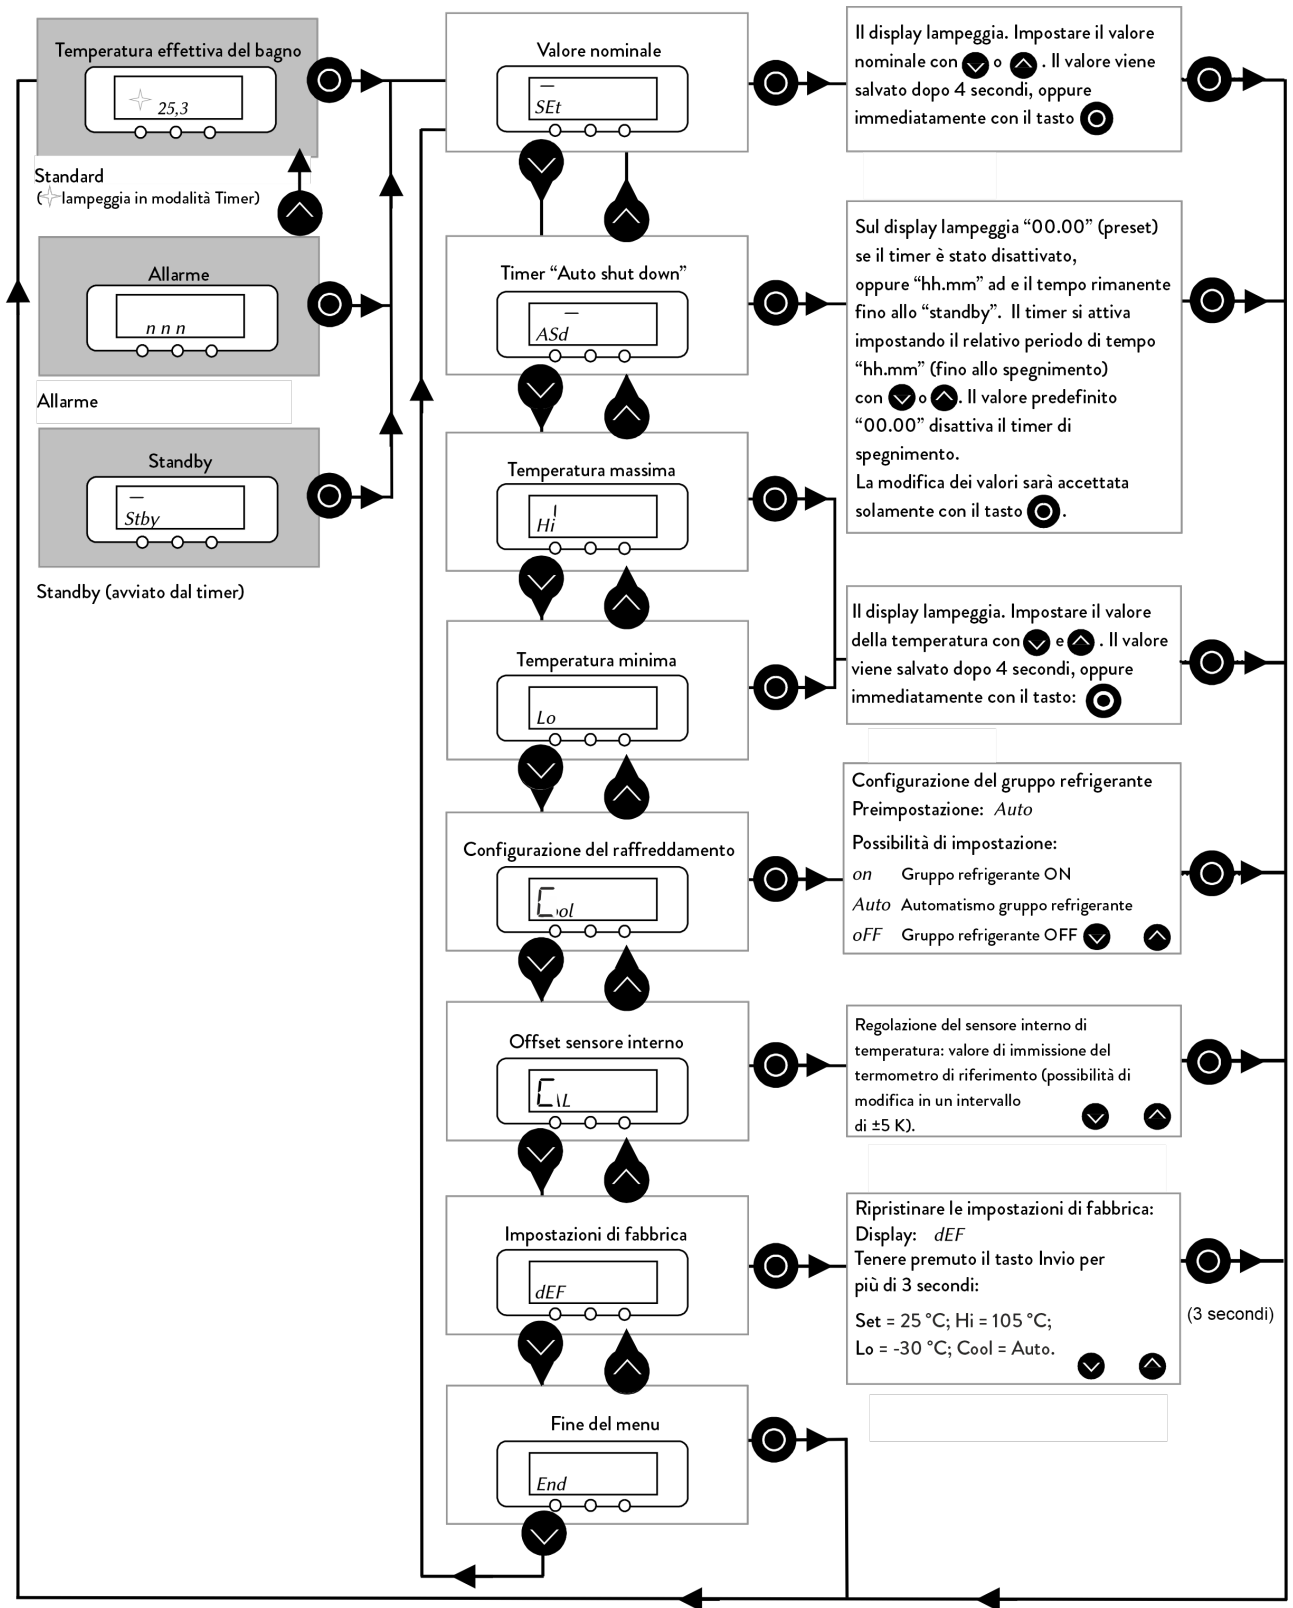 Temperatura effettiva del bagno
25,3
Standard
( lampeggia in modalità Timer)
Allarme
n n n
Allarme
Standby
Stby
Standby (avviato dal timer)
Valore nominale
SEt
Timer “Auto shut down”
ASd
Temperatura massima
Hi
Temperatura minima
Lo
Configurazione del raffreddamento
Cool
Offset sensore interno
Impostazioni di fabbrica
dEF
Fine del menu
End
Il display lampeggia. Impostare il valore
nominale con o . Il valore viene
salvato dopo 4 secondi, oppure
immediatamente con il tasto
Sul display lampeggia “00.00” (preset)
se il timer è stato disattivato,
oppure “hh.mm” ad e il tempo rimanente
fino allo “standby”. Il timer si attiva
impostando il relativo periodo di tempo
“hh.mm” (fino allo spegnimento)
con o . Il valore predefinito
“00.00” disattiva il timer di
spegnimento.
La modifica dei valori sarà accettata
solamente con il tasto .
Il display lampeggia. Impostare il valore
della temperatura con e . Il valore
viene salvato dopo 4 secondi, oppure
immediatamente con il tasto:
Configurazione del gruppo refrigerante
Preimpostazione: Auto
Possibilità di impostazione:
on Gruppo refrigerante ON
Auto Automatismo gruppo refrigerante
oFF Gruppo refrigerante OFF
Regolazione del sensore interno di
temperatura: valore di immissione del
termometro di riferimento (possibilità di
modifica in un intervallo
di ±5 K).
Ripristinare le impostazioni di fabbrica:
Display: dEF
Tenere premuto il tasto Invio per
più di 3 secondi:
Set = 25 °C; Hi = 105 °C;
Lo = -30 °C; Cool = Auto.
(3 secondi)